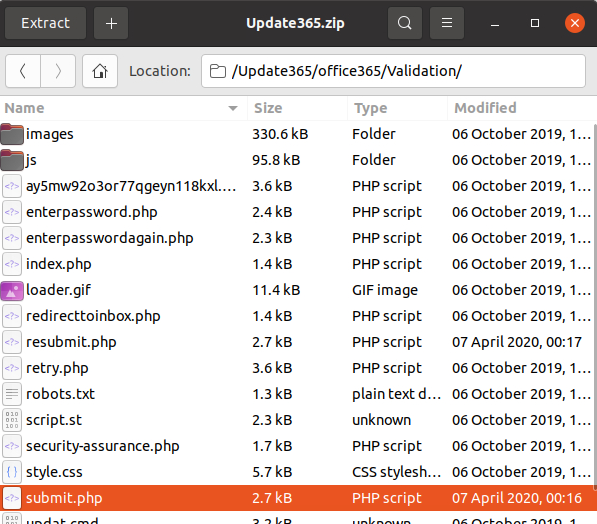 Extract
Update365.zip
Location: /Update365/office365/Validation/
Name Size Type Modified
images 330.6 kB Folder 06 October 2019, 1…
js 95.8 kB Folder 06 October 2019, 1…
ay5mw92o3or77qgeyn118kxl.… 3.6 kB PHP script 06 October 2019, 1…
enterpassword.php 2.4 kB PHP script 06 October 2019, 1…
enterpasswordagain.php 2.3 kB PHP script 06 October 2019, 1…
index.php 1.4 kB PHP script 06 October 2019, 1…
loader.gif 11.4 kB GIF image 06 October 2019, 1…
redirecttoinbox.php 1.4 kB PHP script 06 October 2019, 1…
resubmit.php 2.7 kB PHP script 07 April 2020, 00:17
retry.php 3.6 kB PHP script 06 October 2019, 1…
robots.txt 1.3 kB plain text d… 06 October 2019, 1…
script.st 2.3 kB unknown 06 October 2019, 1…
security-assurance.php 1.7 kB PHP script 06 October 2019, 1…
style.css 5.7 kB CSS stylesh… 06 October 2019, 1…
submit.php 2.7 kB PHP script 07 April 2020, 00:16
updat.cmd 3.2 kB unknown 06 October 2019, 1…